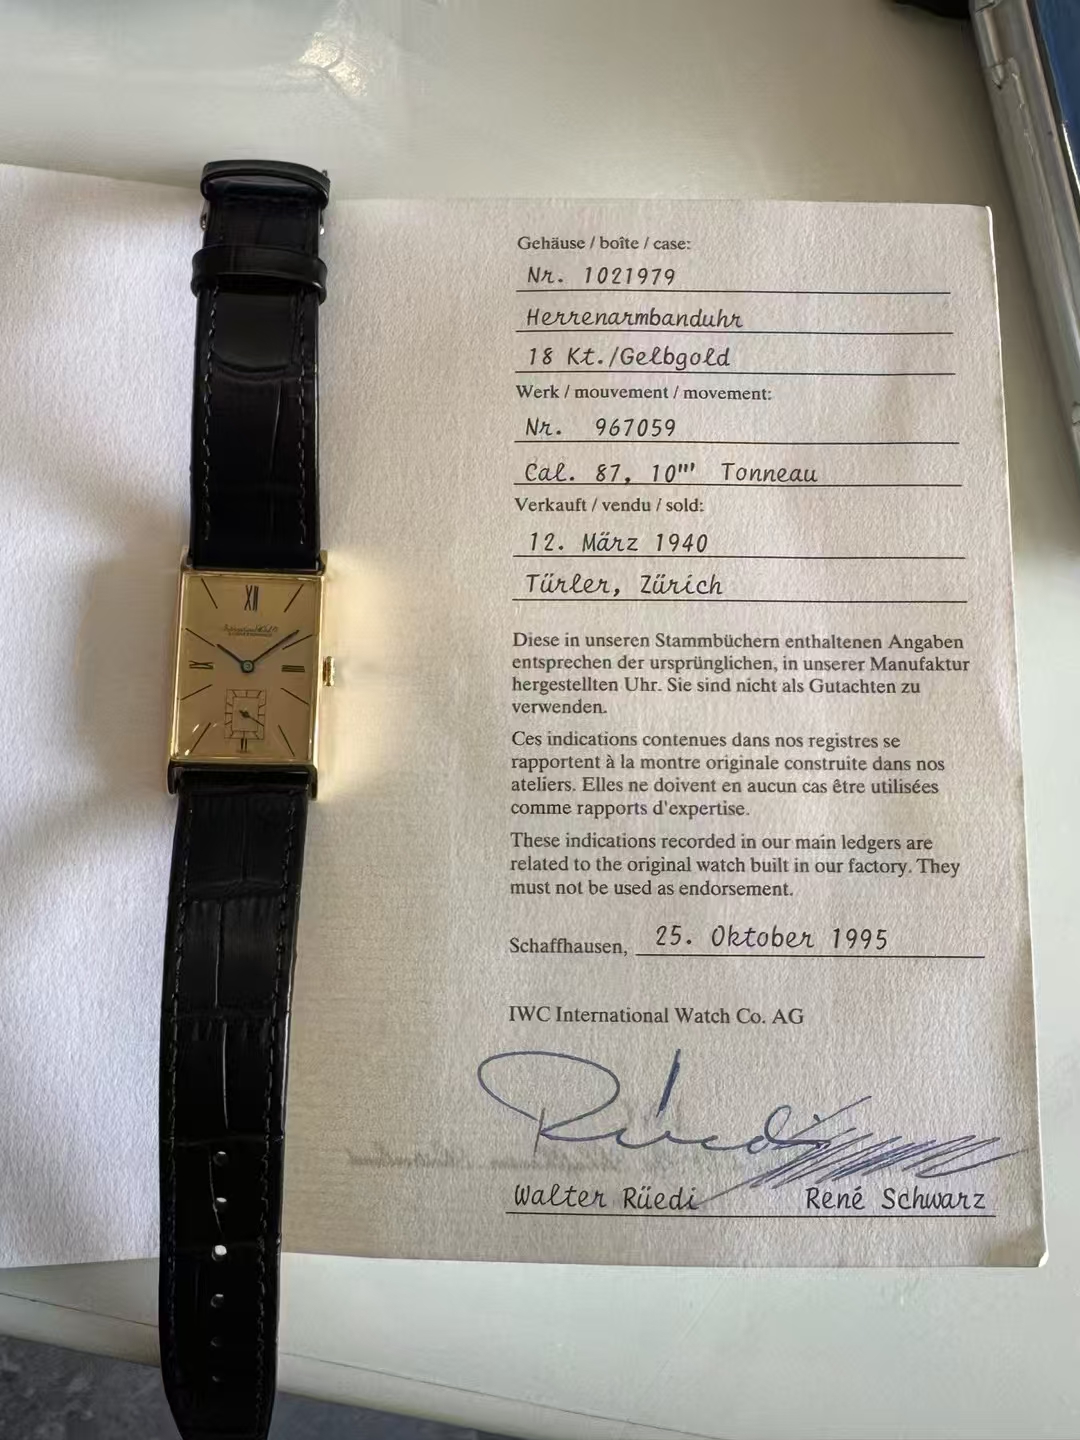 XII
International Watch Co
Gehäuse / boîte / case:
Nr. 1021979
Herrenarmbanduhr
18 Kt./Gelbgold
Werk / mouvement / movement:
Nr. 967059
Cal. 87, 10''' Tonneau
Verkauft / vendu / sold:
12. März 1940
Türler, Zürich
Diese in unseren Stammbüchern enthaltenen Angaben
entsprechen der ursprünglichen, in unserer Manufaktur
hergestellten Uhr. Sie sind nicht als Gutachten zu
verwenden.
Ces indications contenues dans nos registres se
rapportent à la montre originale construite dans nos
ateliers. Elles ne doivent en aucun cas être utilisées
comme rapports d'expertise.
These indications recorded in our main ledgers are
related to the original watch built in our factory. They
must not be used as endorsement.
Schaffhausen, 25. Oktober 1995
IWC International Watch Co. AG
Rüedi
Walter Rüedi René Schwarz